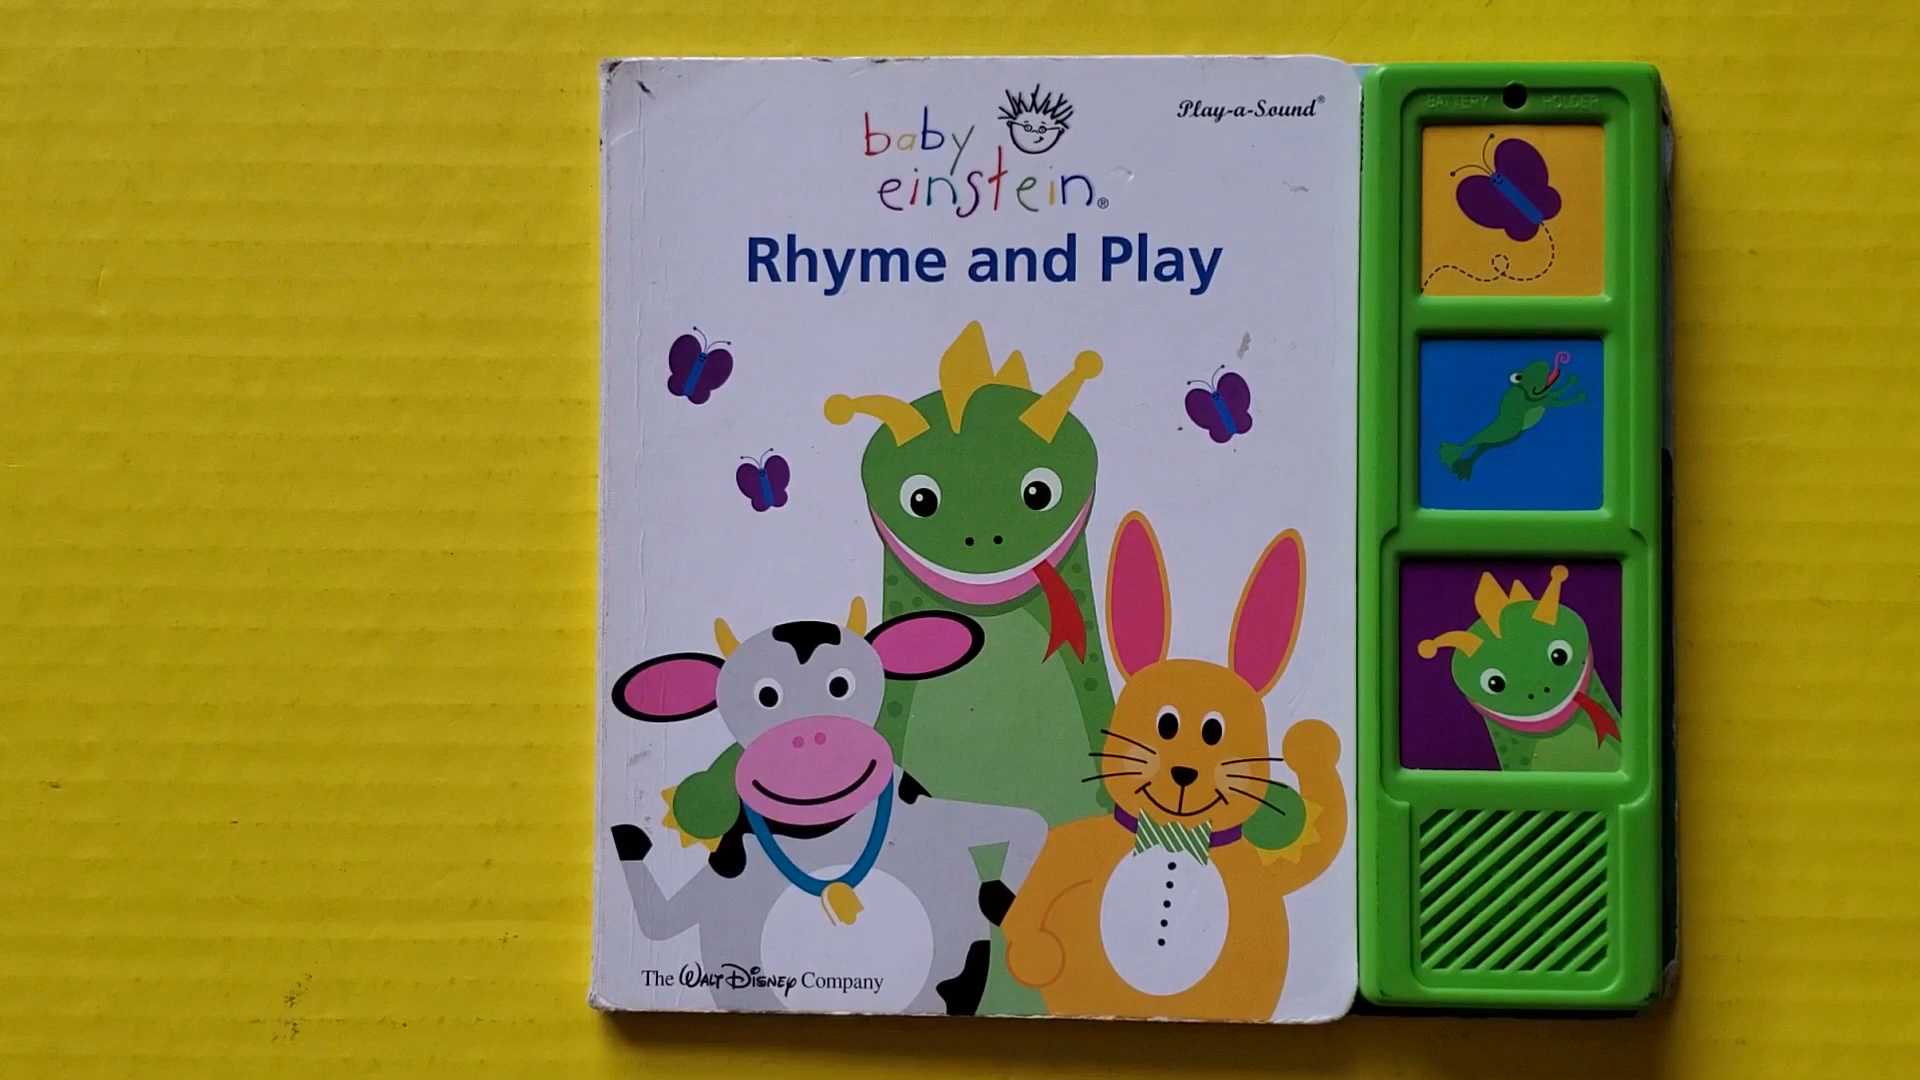 baby
einstein®
Play-a-Sound®
Rhyme and Play
The Walt Disney Company
BATTERY HOLDER